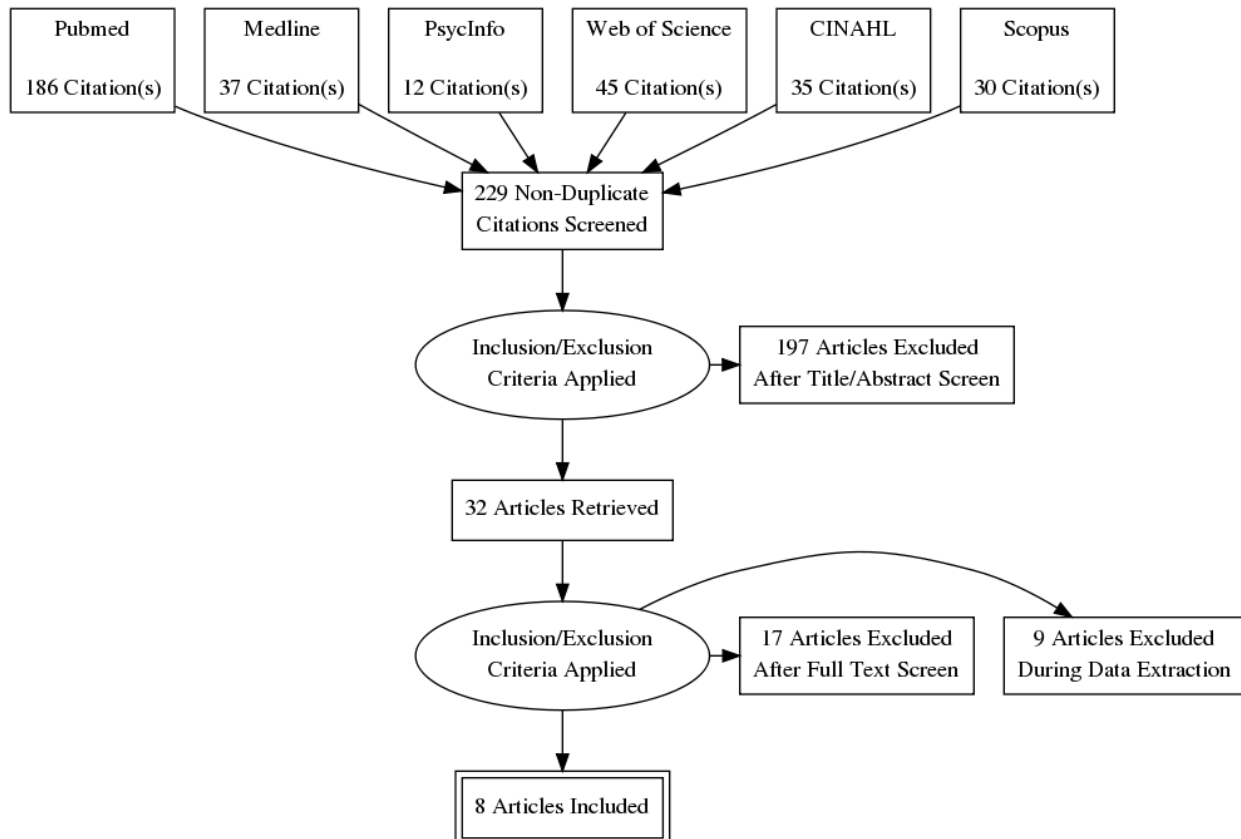 Pubmed
186 Citation(s)
Medline
37 Citation(s)
PsycInfo
12 Citation(s)
Web of Science
45 Citation(s)
CINAHL
35 Citation(s)
Scopus
30 Citation(s)
229 Non-Duplicate
Citations Screened
Inclusion/Exclusion
Criteria Applied
197 Articles Excluded
After Title/Abstract Screen
32 Articles Retrieved
Inclusion/Exclusion
Criteria Applied
17 Articles Excluded
After Full Text Screen
9 Articles Excluded
During Data Extraction
8 Articles Included